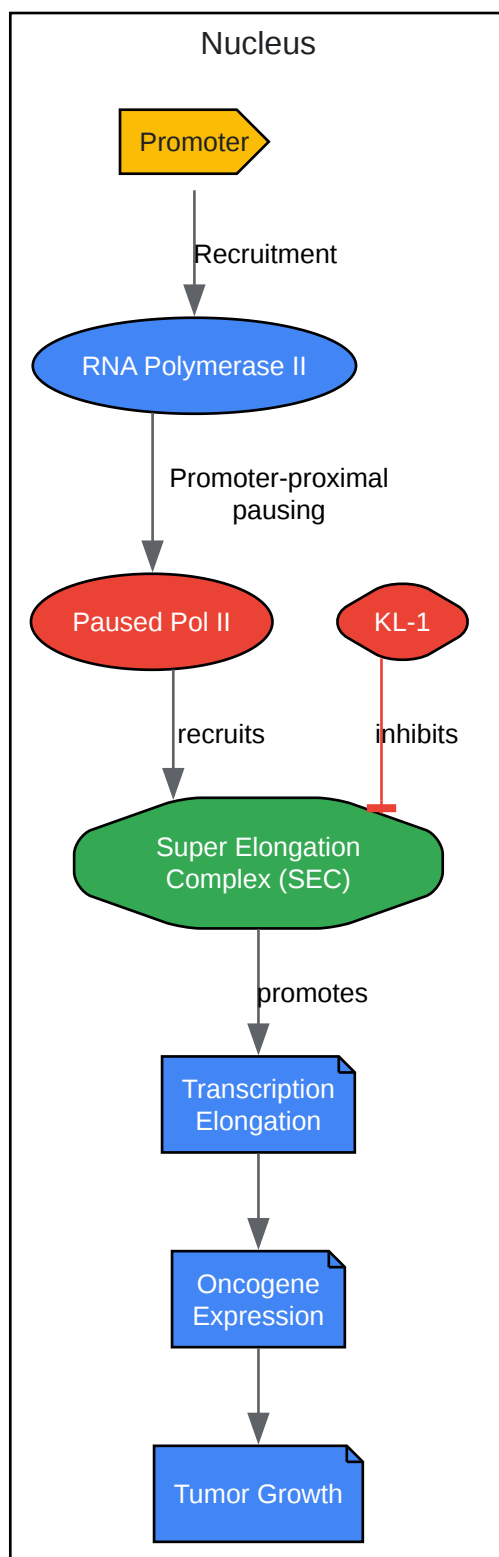 Nucleus
Promoter
Recruitment
RNA Polymerase II
Promoter-proximal
pausing
Paused Pol II
KL-1
recruits
inhibits
Super Elongation
Complex (SEC)
promotes
Transcription
Elongation
Oncogene
Expression
Tumor Growth